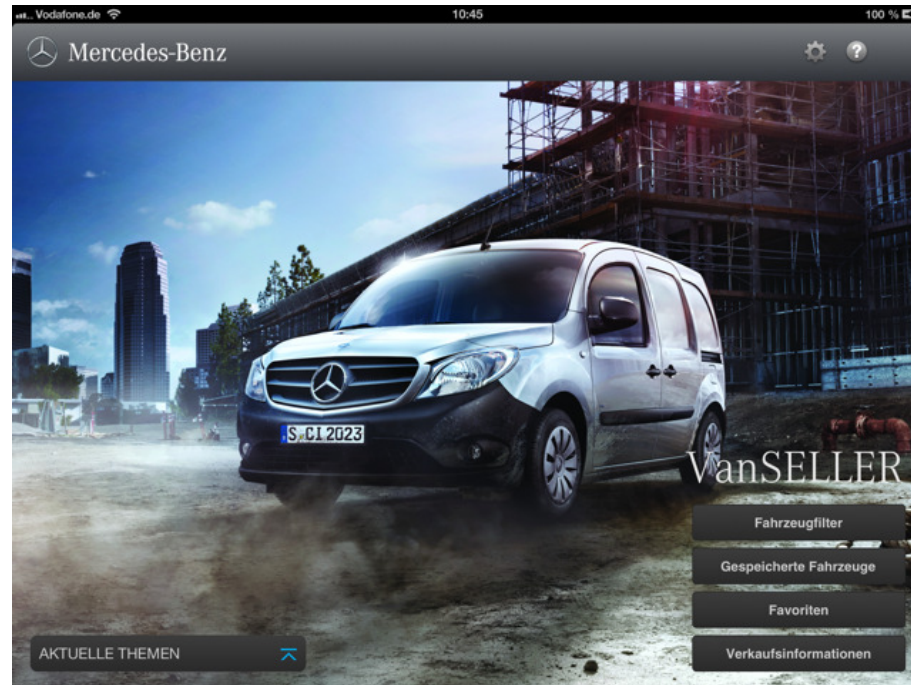 Vodafone.de
10:45
100 %
Mercedes-Benz
?
S CI 2023
VanSELLER
Fahrzeugfilter
Gespeicherte Fahrzeuge
Favoriten
Verkaufsinformationen
AKTUELLE THEMEN